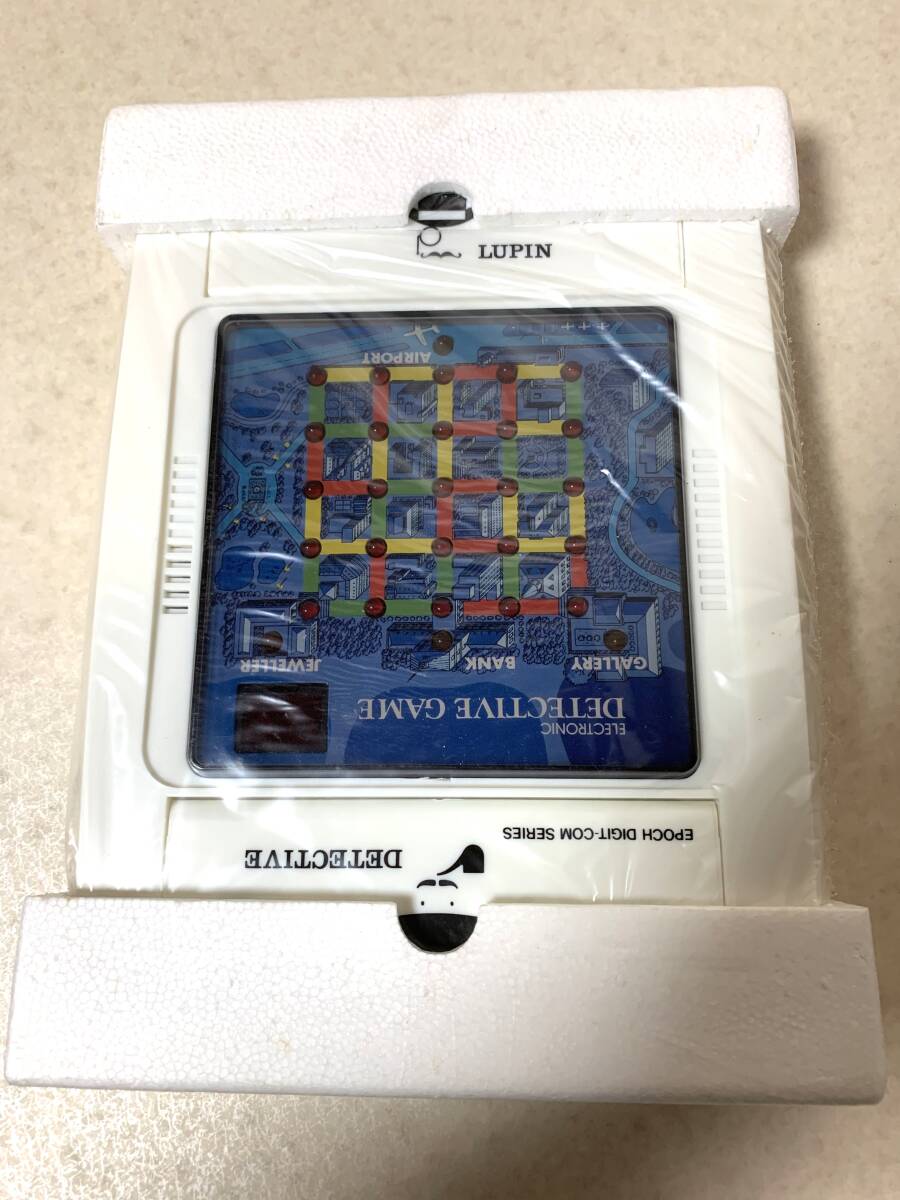 LUPIN
AIRPORT
JEWELLER
BANK
GALLERY
ELECTRONIC
DETECTIVE GAME
EPOCH DIGIT-COM SERIES
DETECTIVE